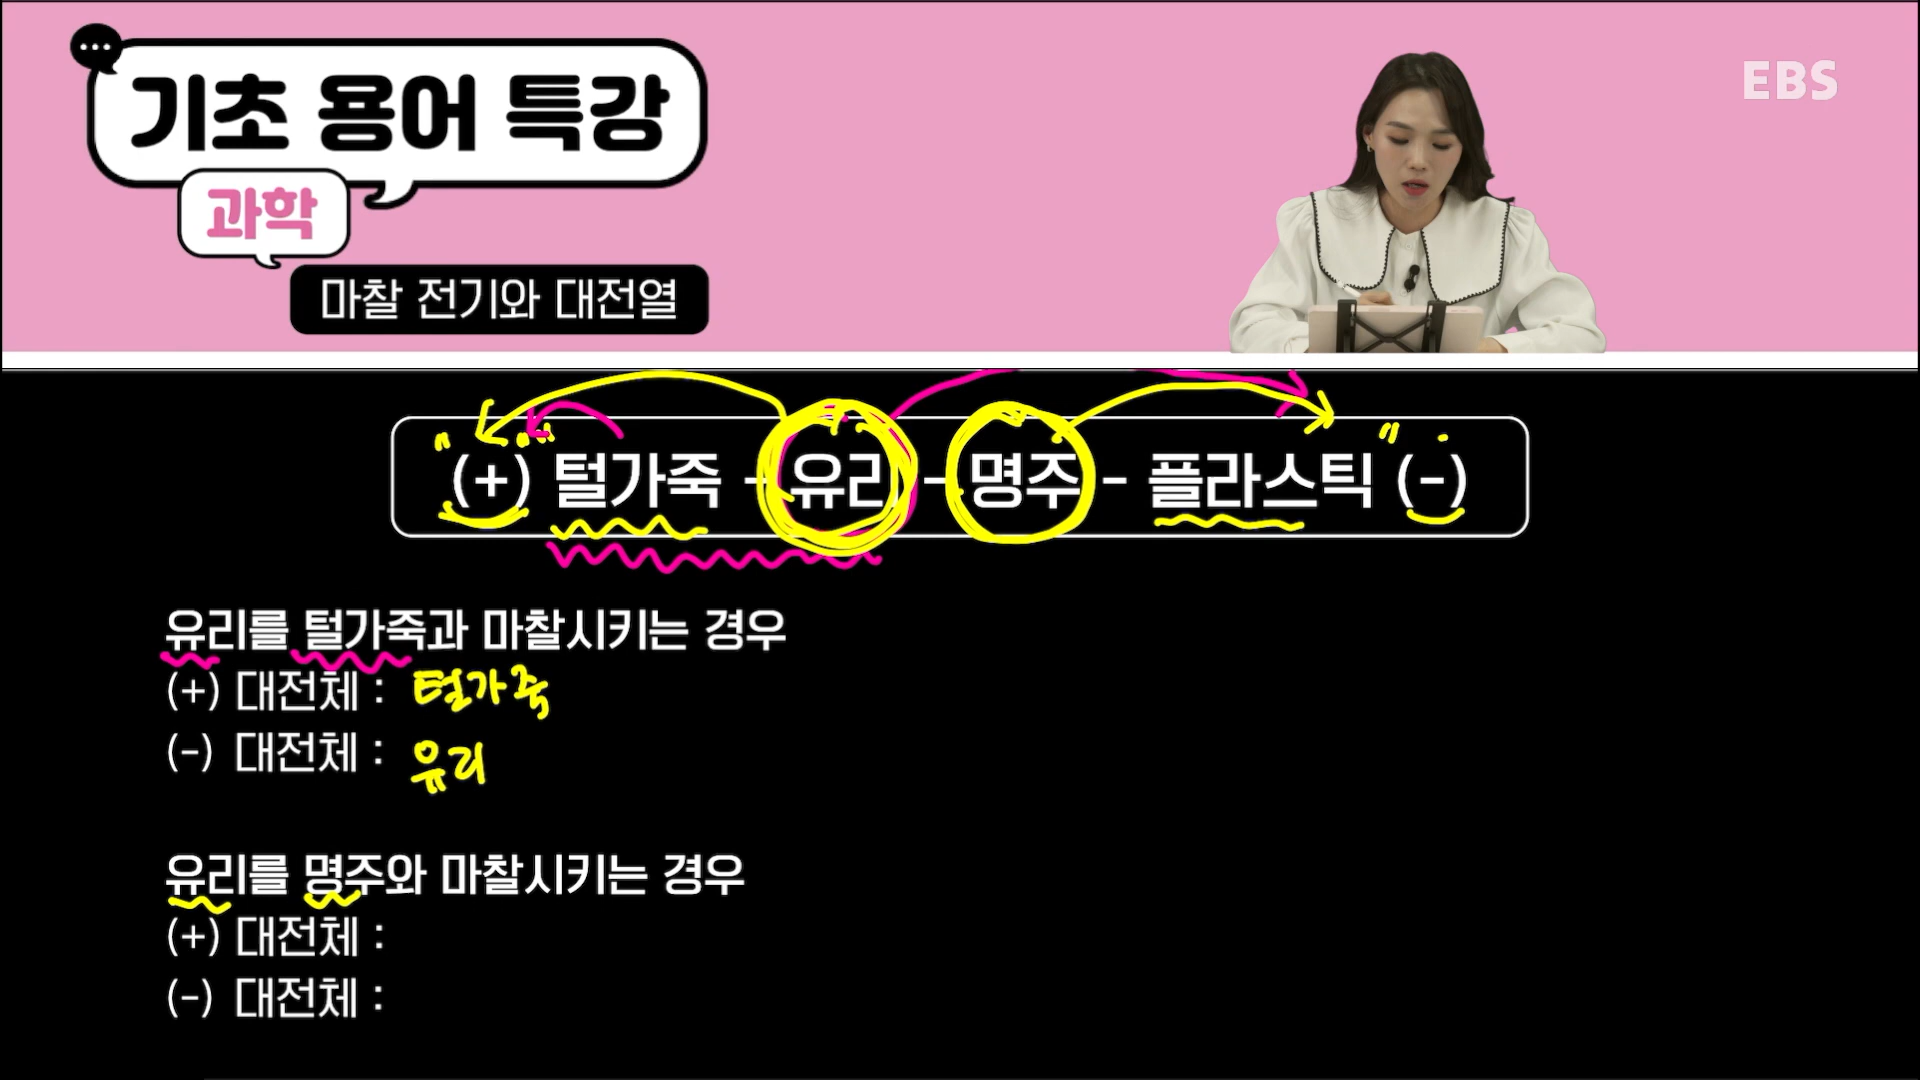 기초 용어 특강
EBS
과학
마찰 전기와 대전열
(+) 털가죽 - 유리 - 명주 - 플라스틱 (-)
유리를 털가죽과 마찰시키는 경우
(+) 대전체 : 털가죽
(-) 대전체 : 유리
유리를 명주와 마찰시키는 경우
(+) 대전체 :
(-) 대전체 :